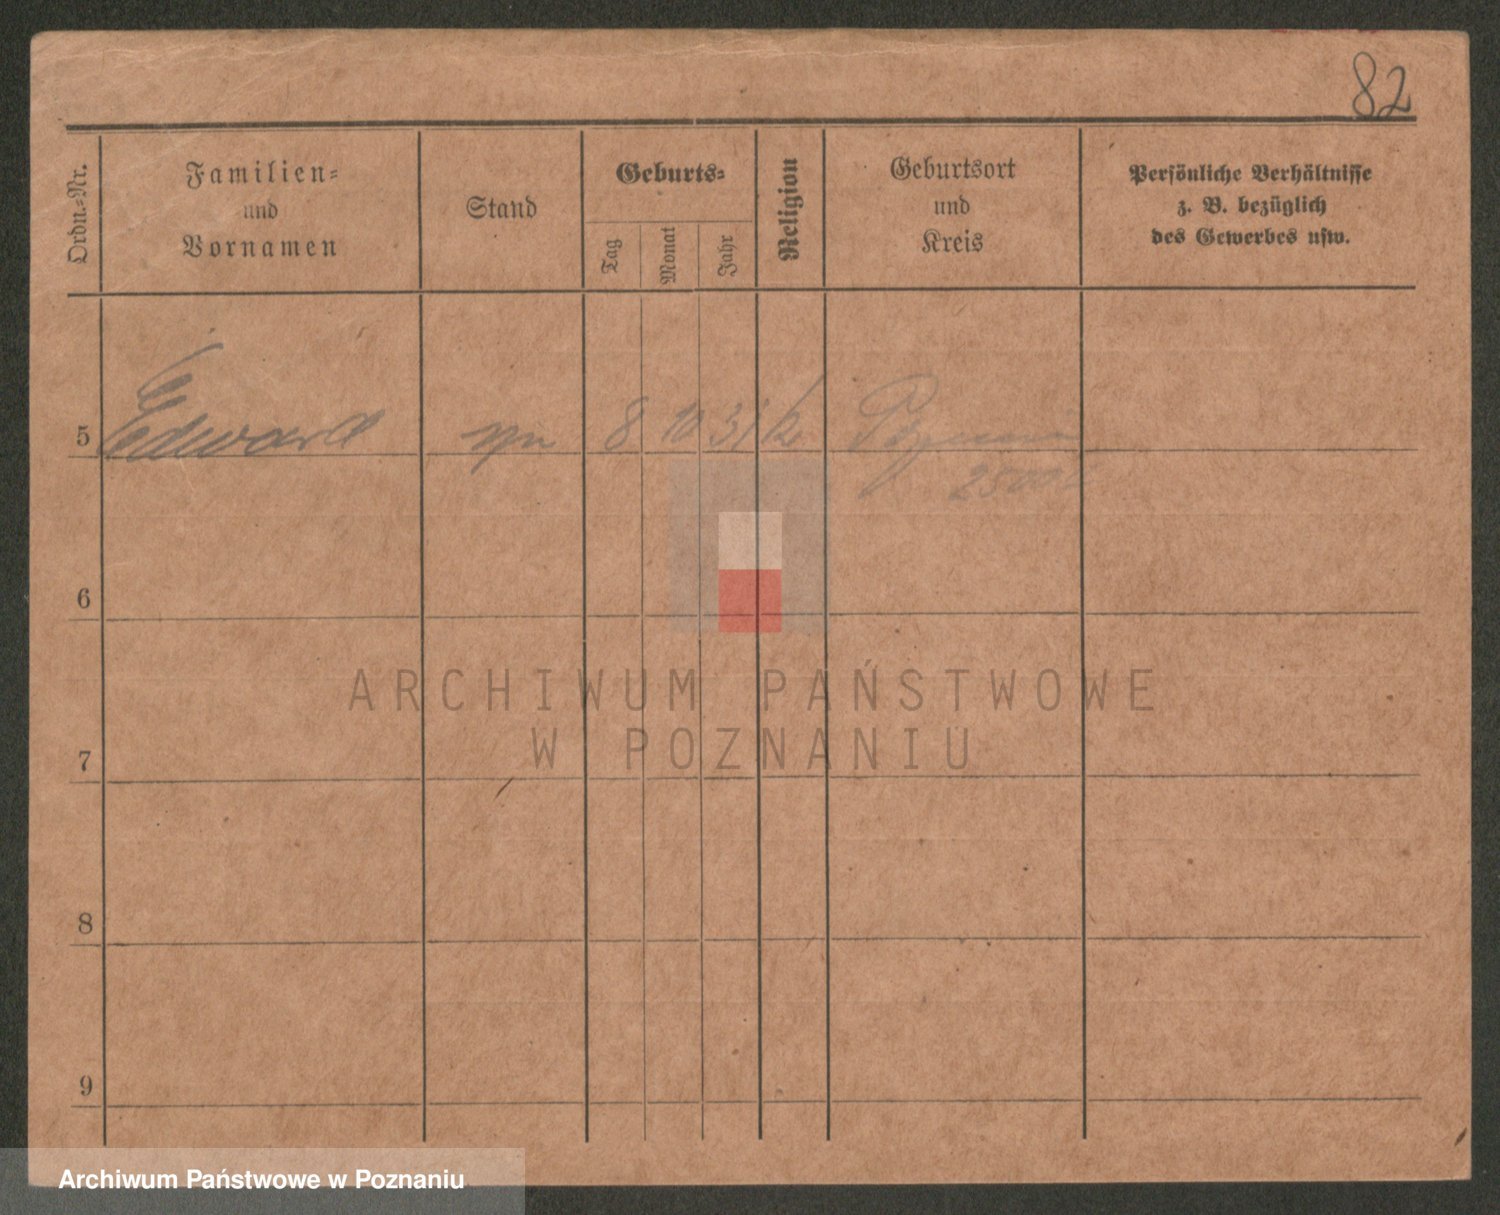 82
Ordn.-Nr.
Familien-
und
Vornamen
Stand
Geburts-
Tag
Monat
Jahr
Religion
Geburtsort
und
Kreis
Persönliche Verhältnisse
z. B. bezüglich
des Gewerbes usw.
5 Edward syn 8 10 31 k
6
7
8
9
ARCHIWUM PAŃSTWOWE
W POZNANIU
Archiwum Państwowe w Poznaniu